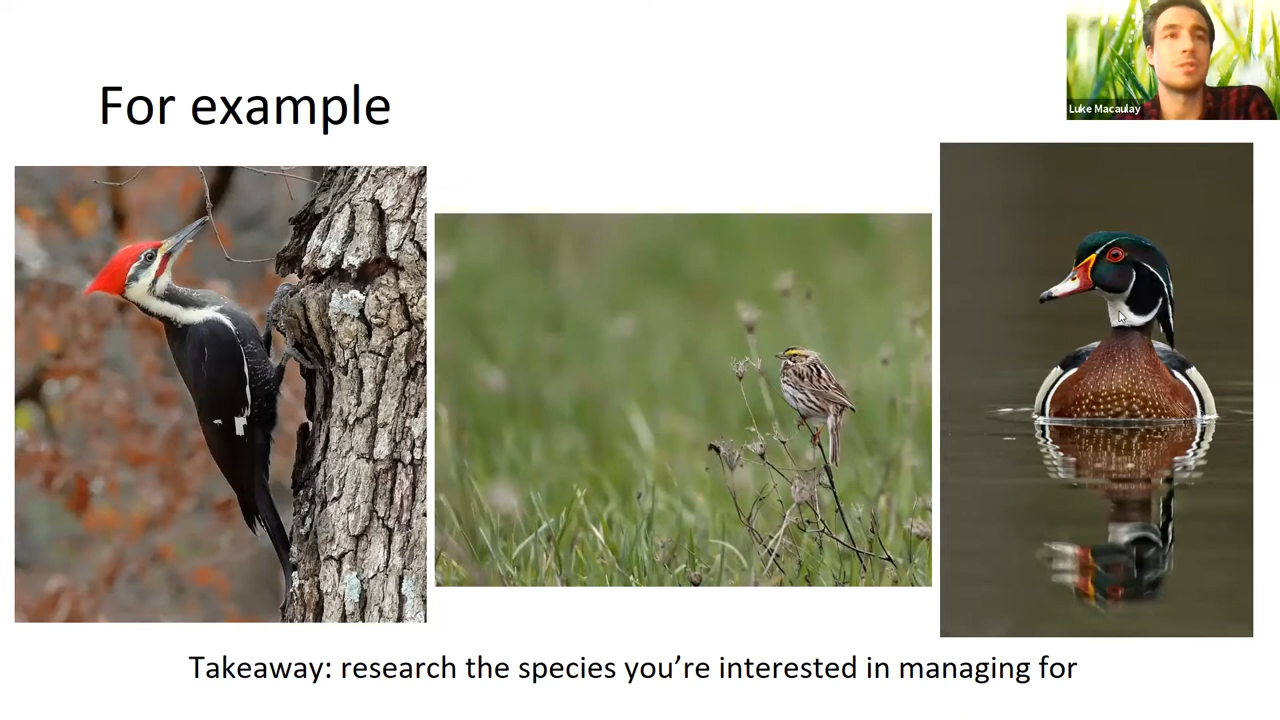 For example
Luke Macaulay
Takeaway: research the species you’re interested in managing for